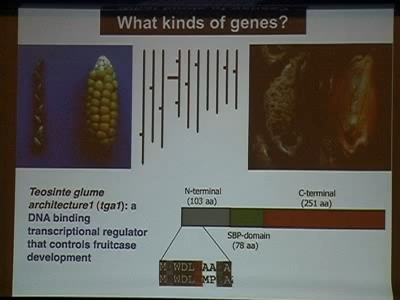 What kinds of genes?
Teosinte glume
architecture1 (tga1): a
DNA binding
transcriptional regulator
that controls fruitcase
development
N-terminal
(103 aa)
C-terminal
(251 aa)
SBP-domain
(78 aa)